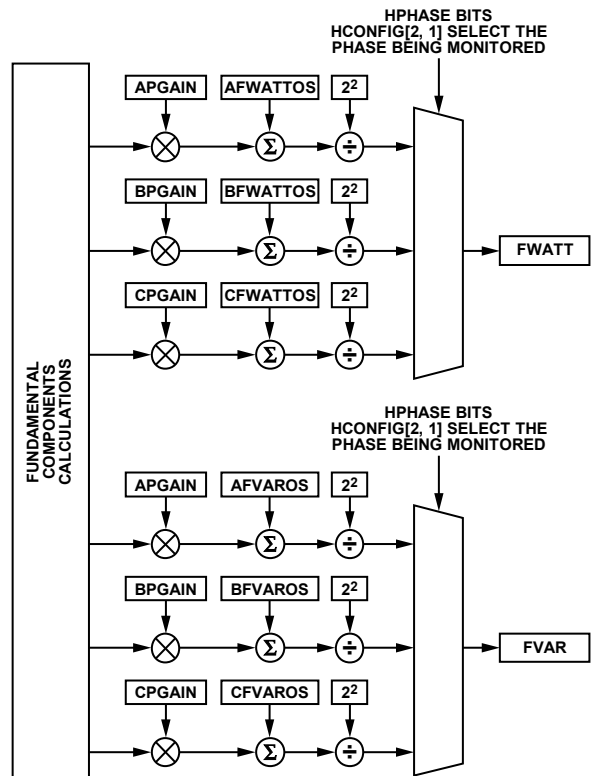 HPHASE BITS
HCONFIG[2, 1] SELECT THE
PHASE BEING MONITORED
APGAIN AFWATTOS 2²
Σ ÷
BPGAIN BFWATTOS 2²
Σ ÷
FWATT
CPGAIN CFWATTOS 2²
Σ ÷
FUNDAMENTAL
COMPONENTS
CALCULATIONS
HPHASE BITS
HCONFIG[2, 1] SELECT THE
PHASE BEING MONITORED
APGAIN AFVAROS 2²
Σ ÷
BPGAIN BFVAROS 2²
Σ ÷
FVAR
CPGAIN CFVAROS 2²
Σ ÷